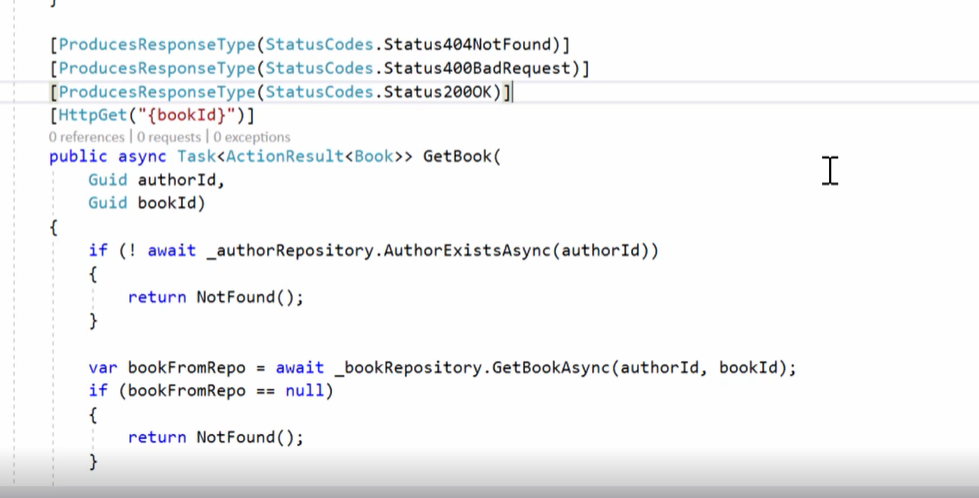 }
[ProducesResponseType(StatusCodes.Status404NotFound)]
[ProducesResponseType(StatusCodes.Status400BadRequest)]
[ProducesResponseType(StatusCodes.Status200OK)]
[HttpGet("{bookId}")]
0 references | 0 requests | 0 exceptions
public async Task<ActionResult<Book>> GetBook(
Guid authorId,
Guid bookId)
{
if (! await _authorRepository.AuthorExistsAsync(authorId))
{
return NotFound();
}
var bookFromRepo = await _bookRepository.GetBookAsync(authorId, bookId);
if (bookFromRepo == null)
{
return NotFound();
}